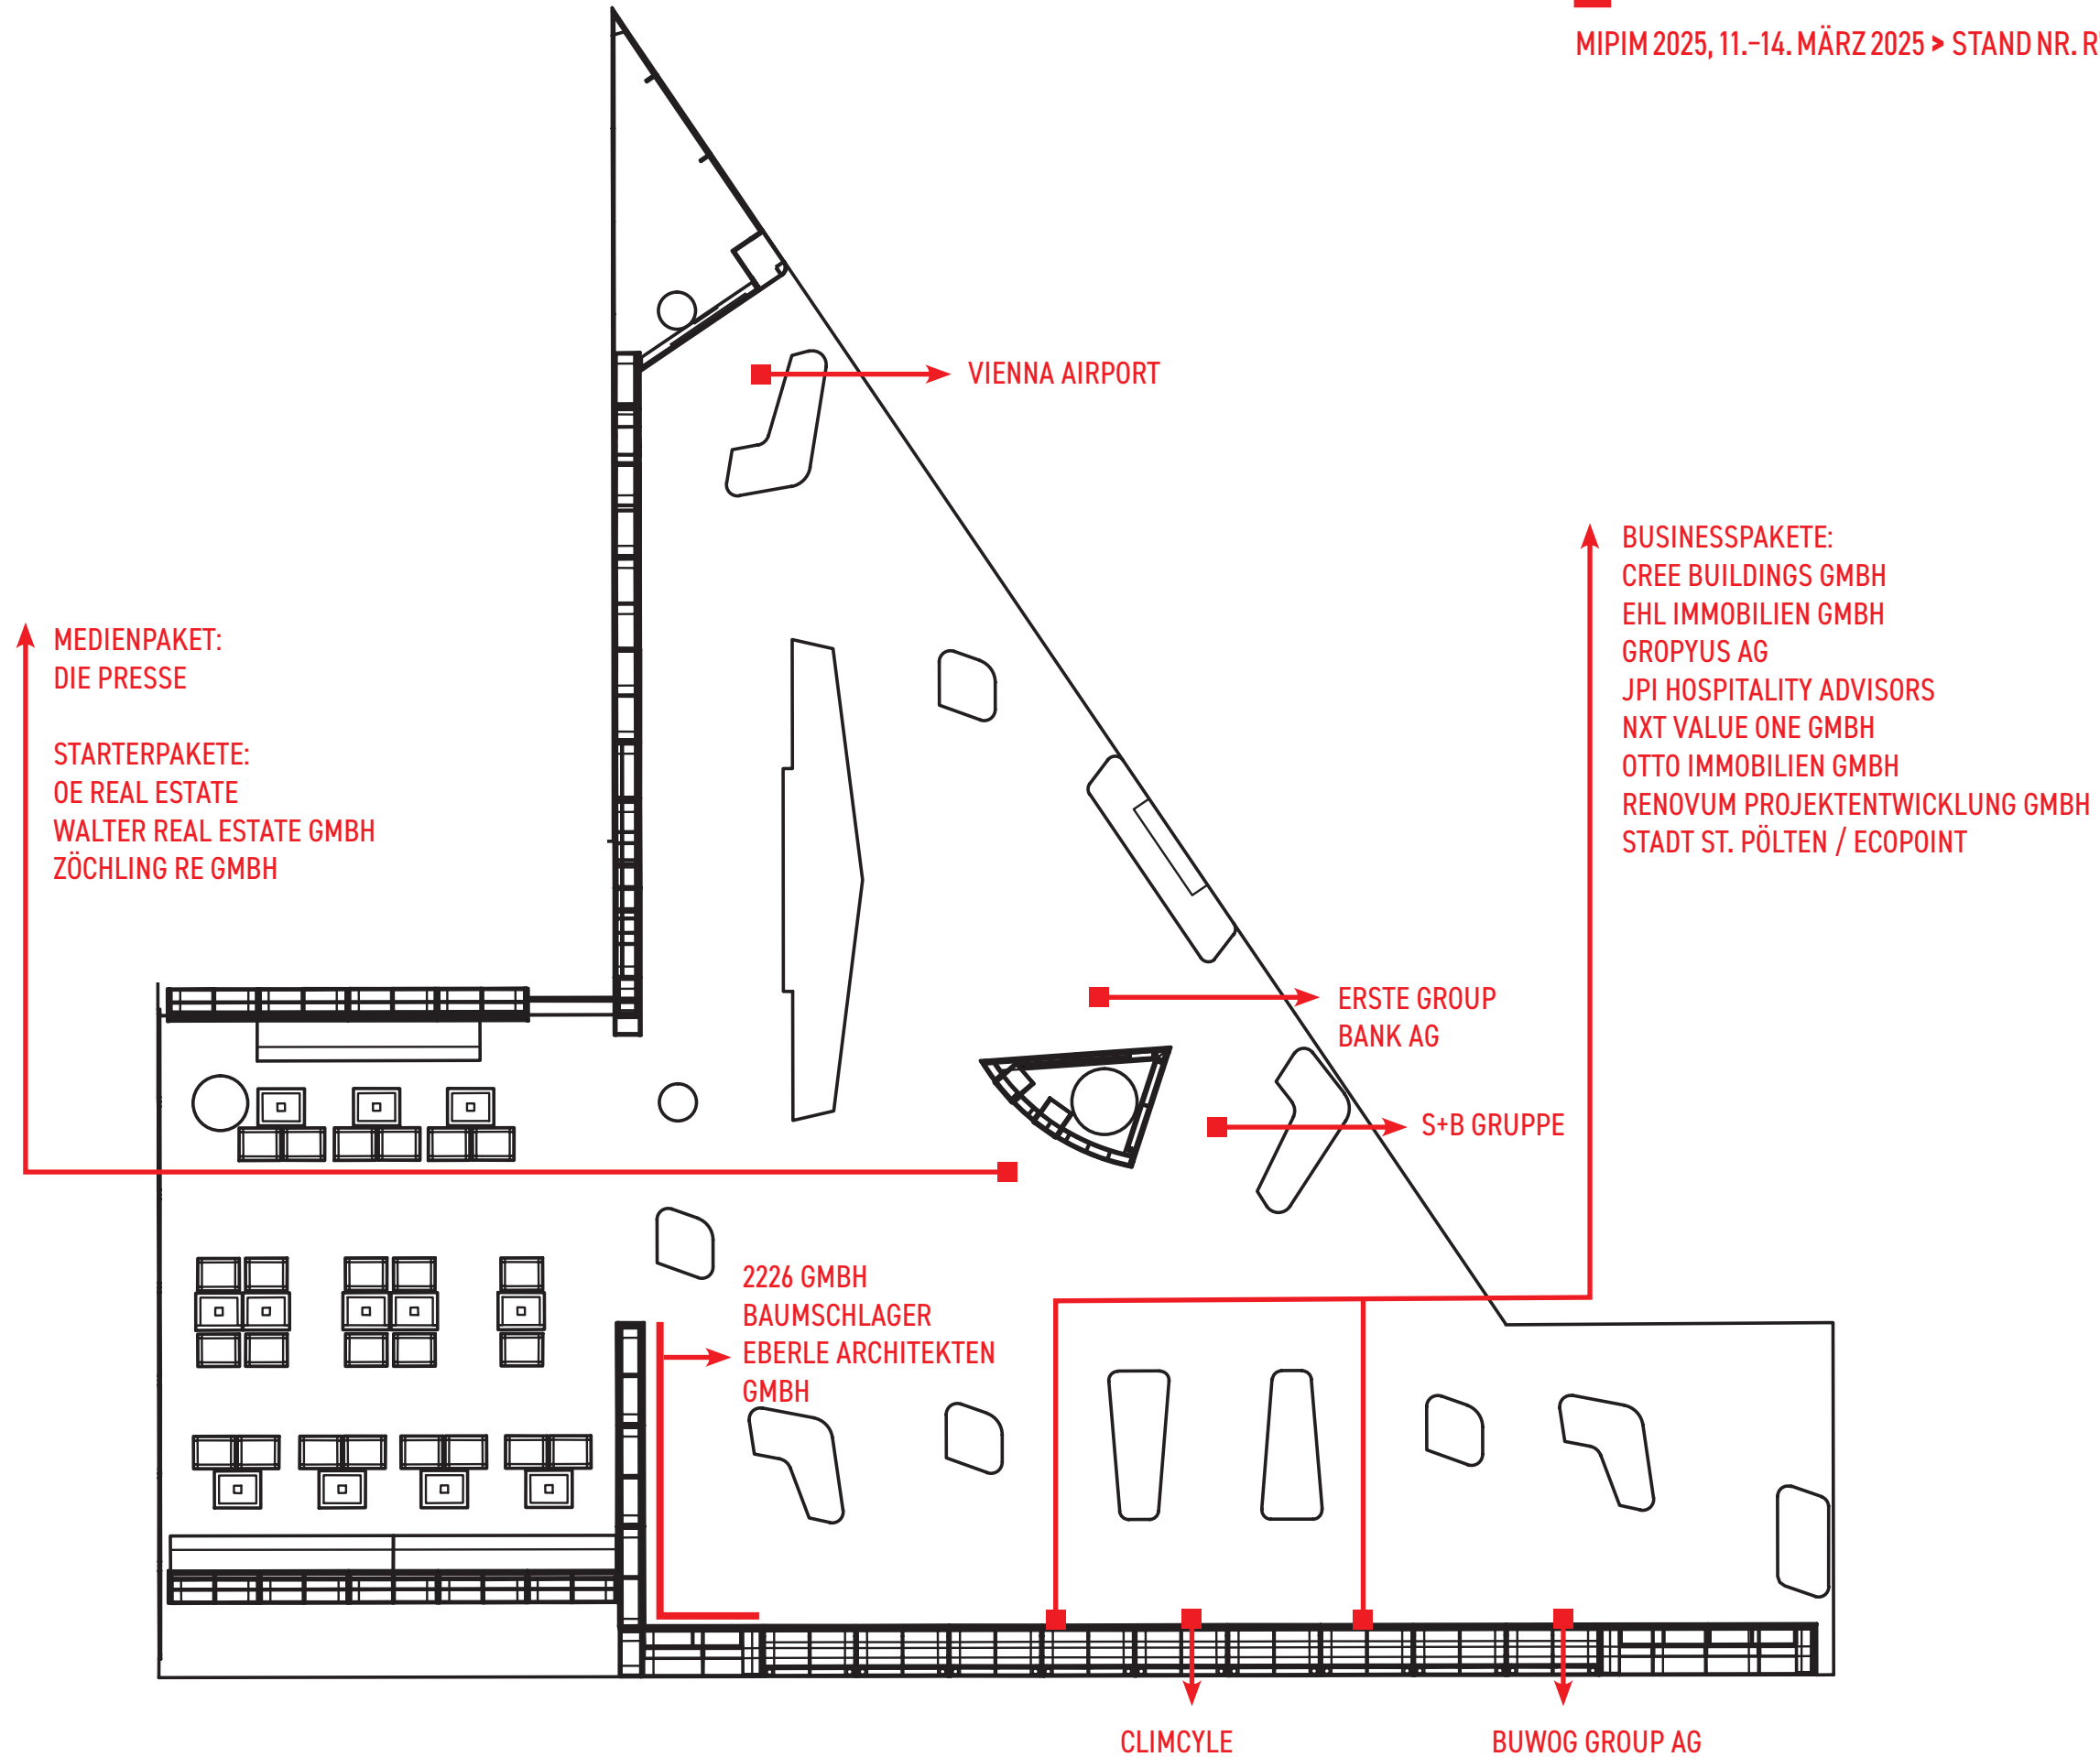 MIPIM 2025, 11.–14. MÄRZ 2025 > STAND NR. R
VIENNA AIRPORT
BUSINESSPAKETE:
CREE BUILDINGS GMBH
EHL IMMOBILIEN GMBH
GROPYUS AG
JPI HOSPITALITY ADVISORS
NXT VALUE ONE GMBH
OTTO IMMOBILIEN GMBH
RENOVUM PROJEKTENTWICKLUNG GMBH
STADT ST. PÖLTEN / ECOPOINT
MEDIENPAKET:
DIE PRESSE
STARTERPAKETE:
OE REAL ESTATE
WALTER REAL ESTATE GMBH
ZÖCHLING RE GMBH
ERSTE GROUP
BANK AG
S+B GRUPPE
2226 GMBH
BAUMSCHLAGER
EBERLE ARCHITEKTEN
GMBH
CLIMCYLE
BUWOG GROUP AG